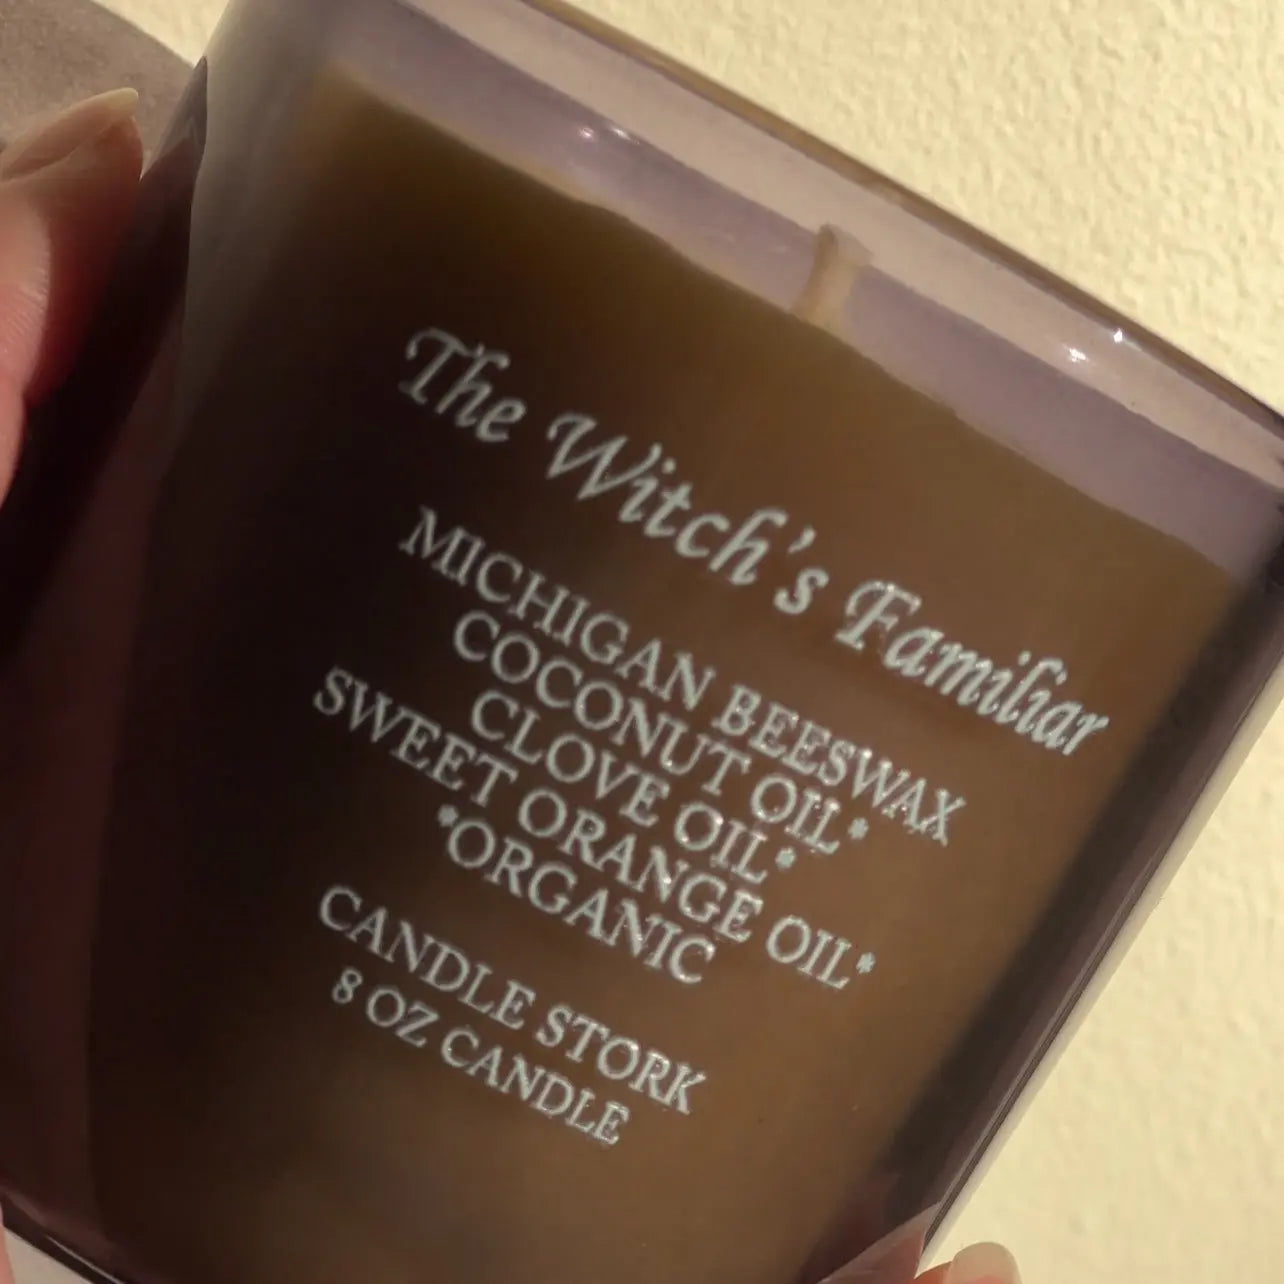 The Witch's Familiar
MICHIGAN BEESWAX
COCONUT OIL*
CLOVE OIL*
SWEET ORANGE OIL*
*ORGANIC
CANDLE STORK
8 OZ CANDLE